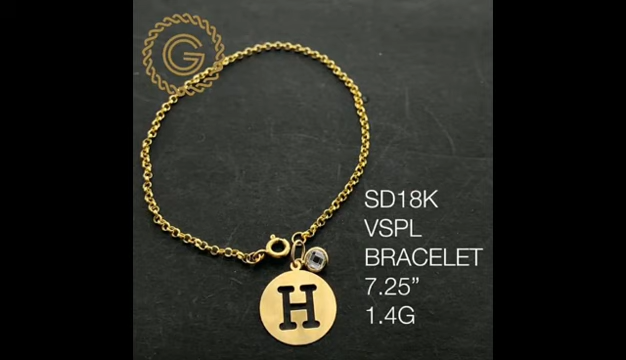 G
SD18K
VSPL
BRACELET
7.25”
1.4G
H